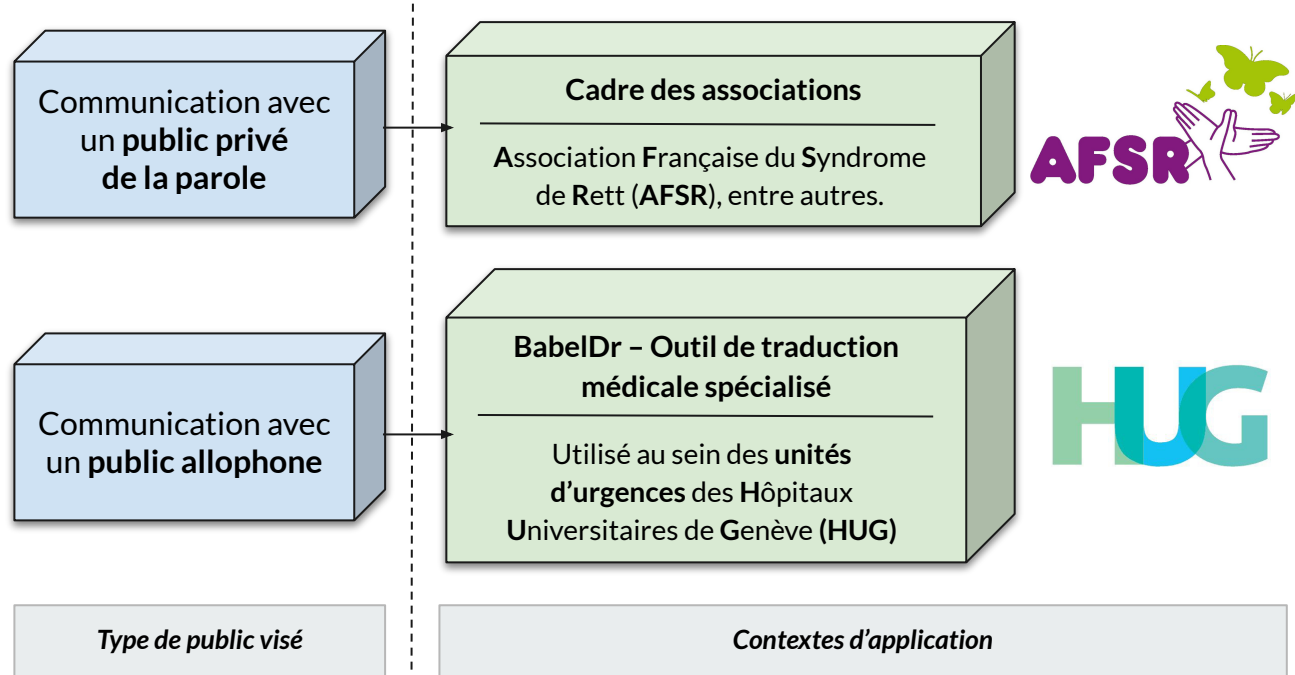 Communication avec
un public privé
de la parole
Cadre des associations
Association Française du Syndrome
de Rett (AFSR), entre autres.
AFSR
Communication avec
un public allophone
BabelDr – Outil de traduction
médicale spécialisé
Utilisé au sein des unités
d’urgences des Hôpitaux
Universitaires de Genève (HUG)
HUG
Type de public visé
Contextes d’application